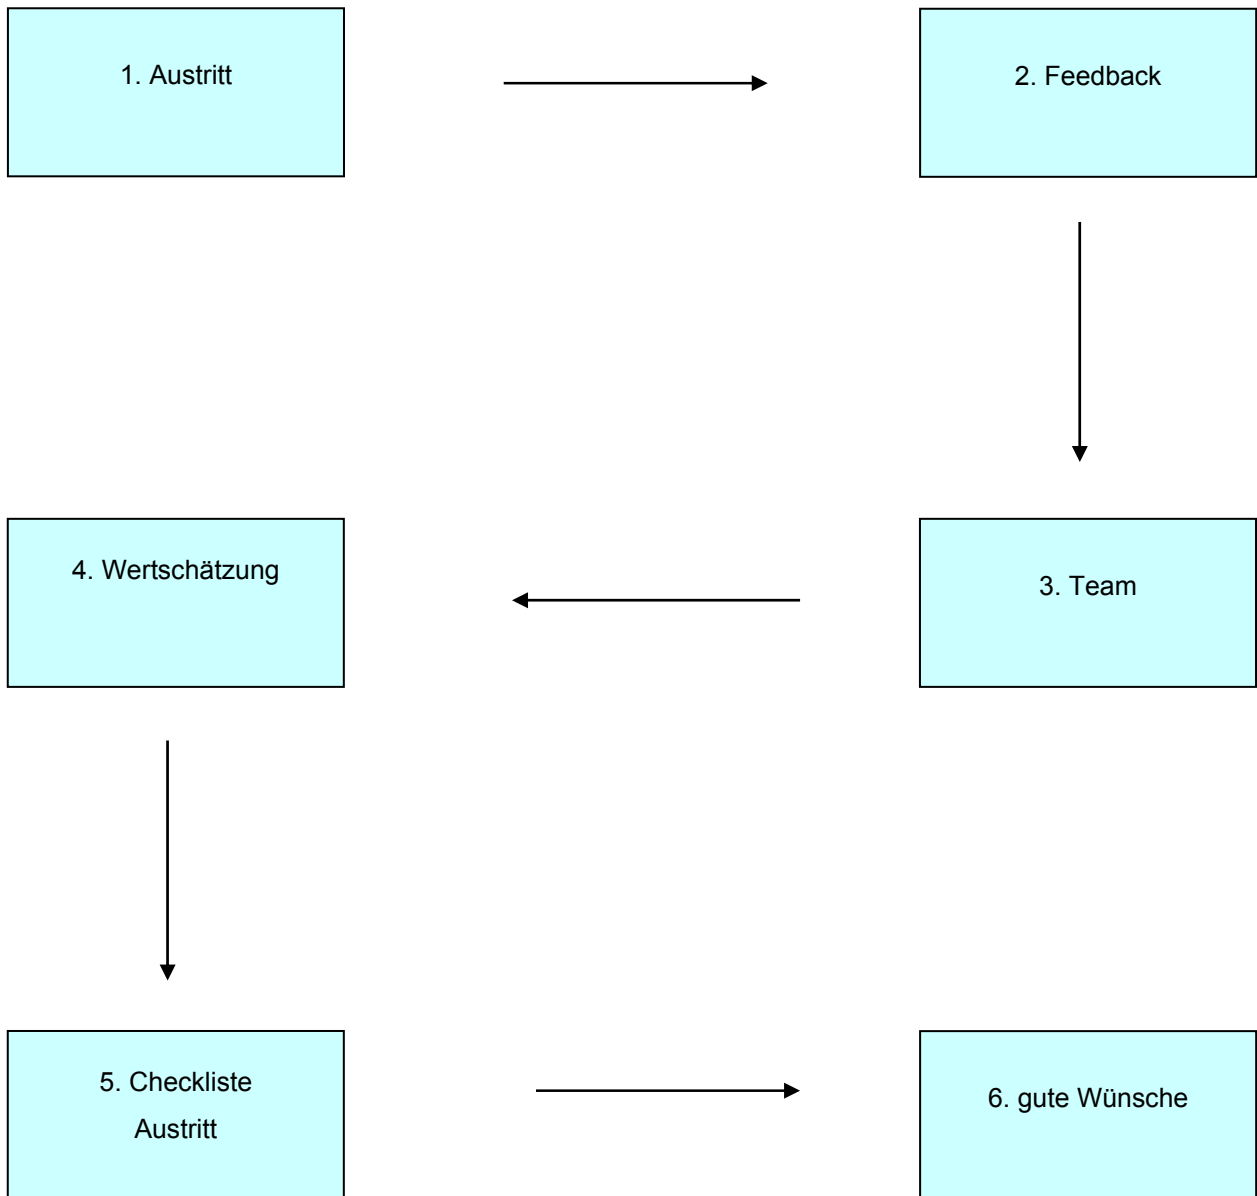 1. Austritt
2. Feedback
3. Team
4. Wertschätzung
5. Checkliste
Austritt
6. gute Wünsche